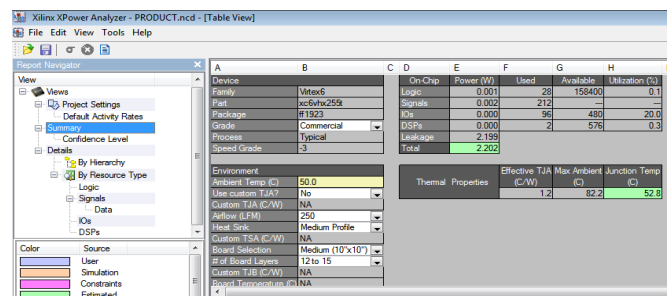 Xilinx XPower Analyzer - PRODUCT.ncd - [Table View]
File Edit View Tools Help
Report Navigator
View
Views
Project Settings
Default Activity Rates
Summary
Confidence Level
Details
By Hierarchy
By Resource Type
Logic
Signals
Data
IOs
DSPs
Color Source
User
Simulation
Constraints
Estimated
A B C D E F G H
Device
Family Virtex6
Part xc6vhx255t
Package ff1923
Grade Commercial
Process Typical
Speed Grade -3
Environment
Ambient Temp (C) 50.0
Use custom TJA? No
Custom TJA (C/W) NA
Airflow (LFM) 250
Heat Sink Medium Profile
Custom TSA (C/W) NA
Board Selection Medium (10"x10")
# of Board Layers 12 to 15
Custom TJB (C/W) NA
Board Temperature (C) NA
On-Chip Power (W) Used Available Utilization (%)
Logic 0.001 28 158400 0.1
Signals 0.002 212 --- ---
IOs 0.000 96 480 20.0
DSPs 0.000 2 576 0.3
Leakage 2.199
Total 2.202
Effective TJA Max Ambient Junction Temp
Thermal Properties (C/W) (C) (C)
1.2 82.2 52.8